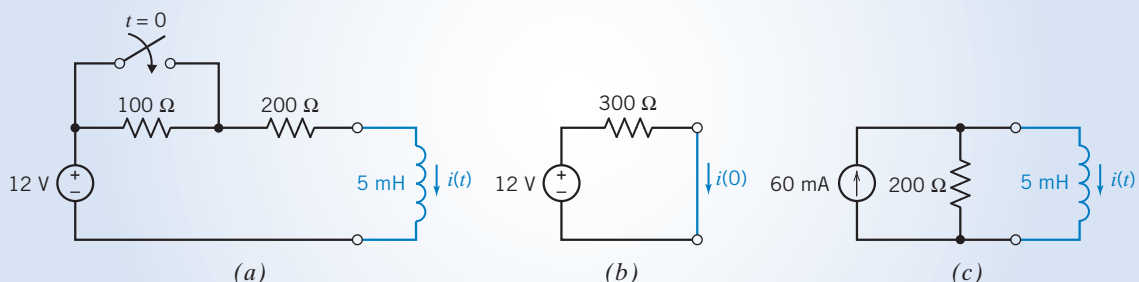 t = 0
100 Ω
200 Ω
12 V
+
−
5 mH
i(t)
(a)
300 Ω
12 V
+
−
i(0)
(b)
60 mA
200 Ω
5 mH
i(t)
(c)